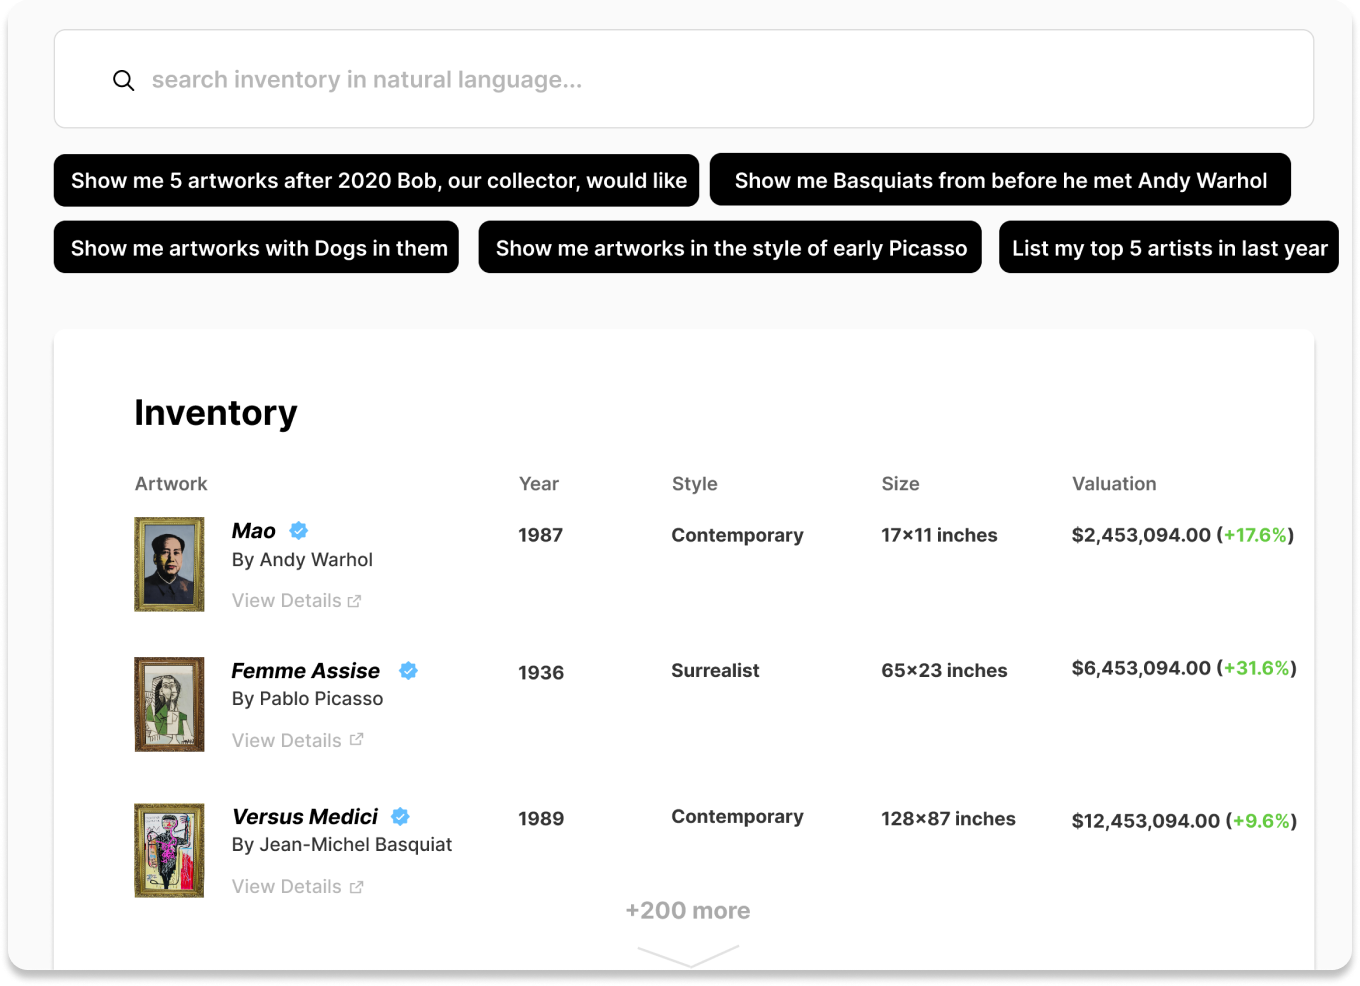 search inventory in natural language...
Show me 5 artworks after 2020 Bob, our collector, would like
Show me Basquiats from before he met Andy Warhol
Show me artworks with Dogs in them
Show me artworks in the style of early Picasso
List my top 5 artists in last year
Inventory
Artwork Year Style Size Valuation
Mao
By Andy Warhol
View Details
1987 Contemporary 17×11 inches $2,453,094.00 (+17.6%)
Femme Assise
By Pablo Picasso
View Details
1936 Surrealist 65×23 inches $6,453,094.00 (+31.6%)
Versus Medici
By Jean-Michel Basquiat
View Details
1989 Contemporary 128×87 inches $12,453,094.00 (+9.6%)
+200 more